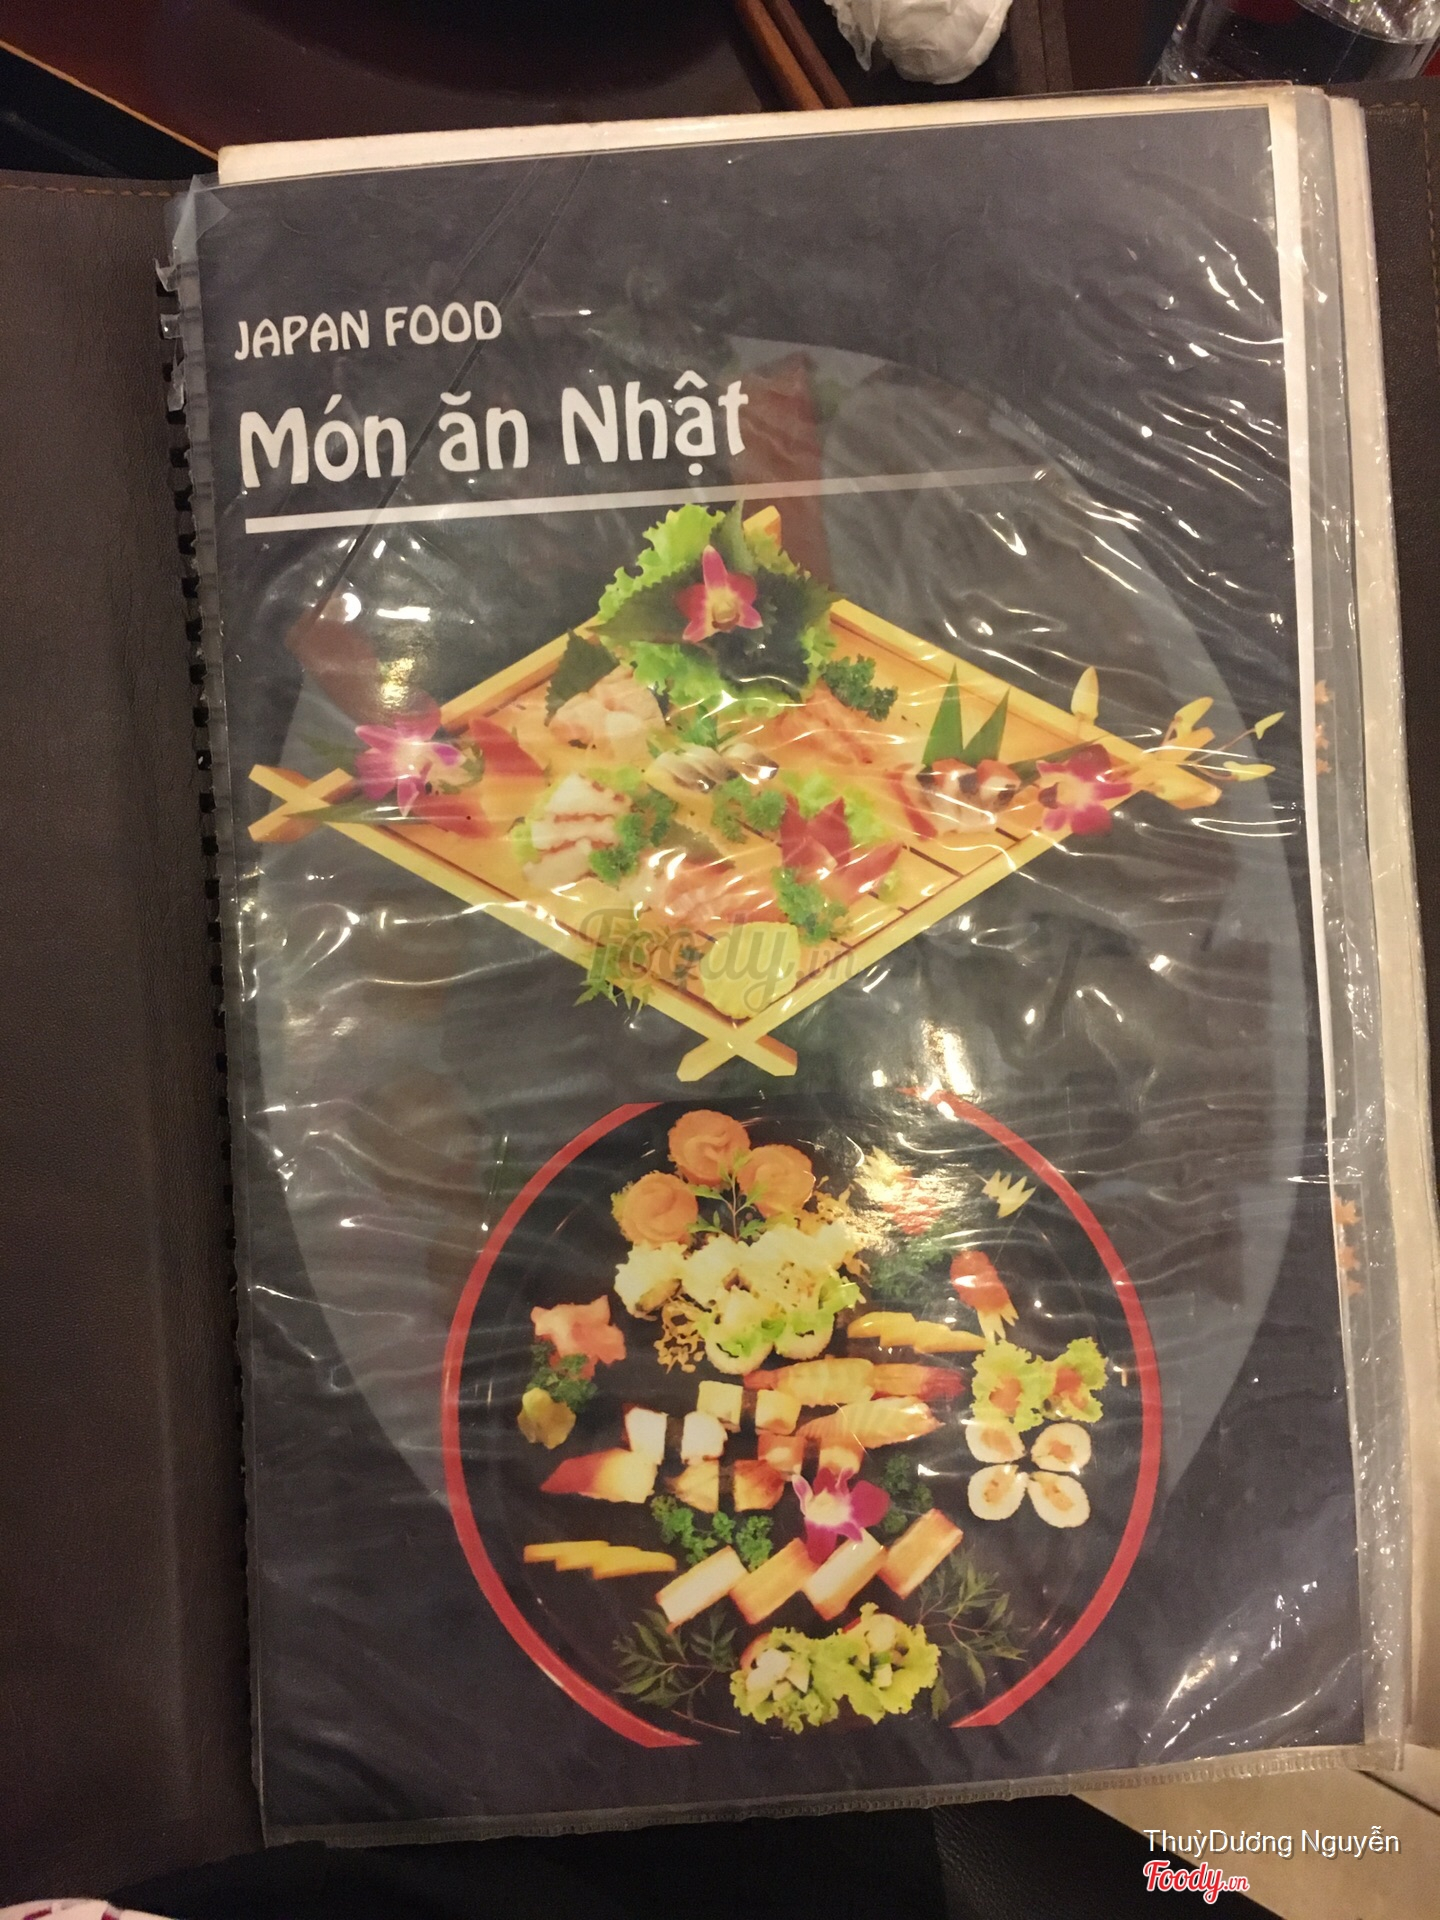 JAPAN FOOD
Món ăn Nhật
Foody.vn
ThuỳDương Nguyễn
Foody.vn